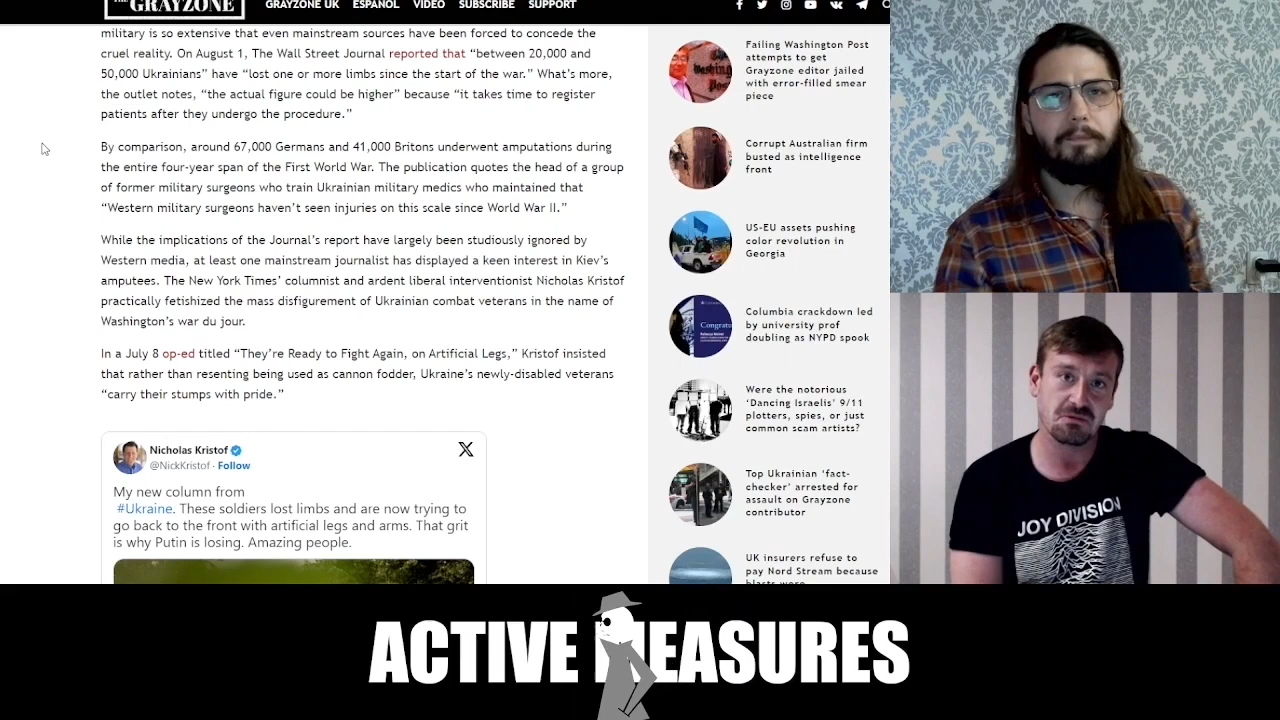 THE GRAYZONE
GRAYZONE UK ESPAÑOL VIDEO SUBSCRIBE SUPPORT
military is so extensive that even mainstream sources have been forced to concede the
cruel reality. On August 1, The Wall Street Journal reported that “between 20,000 and
50,000 Ukrainians” have “lost one or more limbs since the start of the war.” What’s more,
the outlet notes, “the actual figure could be higher” because “it takes time to register
patients after they undergo the procedure.”
By comparison, around 67,000 Germans and 41,000 Britons underwent amputations during
the entire four-year span of the First World War. The publication quotes the head of a group
of former military surgeons who train Ukrainian military medics who maintained that
“Western military surgeons haven’t seen injuries on this scale since World War II.”
While the implications of the Journal’s report have largely been studiously ignored by
Western media, at least one mainstream journalist has displayed a keen interest in Kiev’s
amputees. The New York Times’ columnist and ardent liberal interventionist Nicholas Kristof
practically fetishized the mass disfigurement of Ukrainian combat veterans in the name of
Washington’s war du jour.
In a July 8 op-ed titled “They’re Ready to Fight Again, on Artificial Legs,” Kristof insisted
that rather than resenting being used as cannon fodder, Ukraine’s newly-disabled veterans
“carry their stumps with pride.”
Nicholas Kristof
@NickKristof · Follow
My new column from
#Ukraine. These soldiers lost limbs and are now trying to
go back to the front with artificial legs and arms. That grit
is why Putin is losing. Amazing people.
Failing Washington Post
attempts to get
Grayzone editor jailed
with error-filled smear
piece
Corrupt Australian firm
busted as intelligence
front
US-EU assets pushing
color revolution in
Georgia
Columbia crackdown led
by university prof
doubling as NYPD spook
Were the notorious
‘Dancing Israelis’ 9/11
plotters, spies, or just
common scam artists?
Top Ukrainian ‘fact-
checker’ arrested for
assault on Grayzone
contributor
UK insurers refuse to
pay Nord Stream because
blasts were
JOY DIVISION
ACTIVE MEASURES